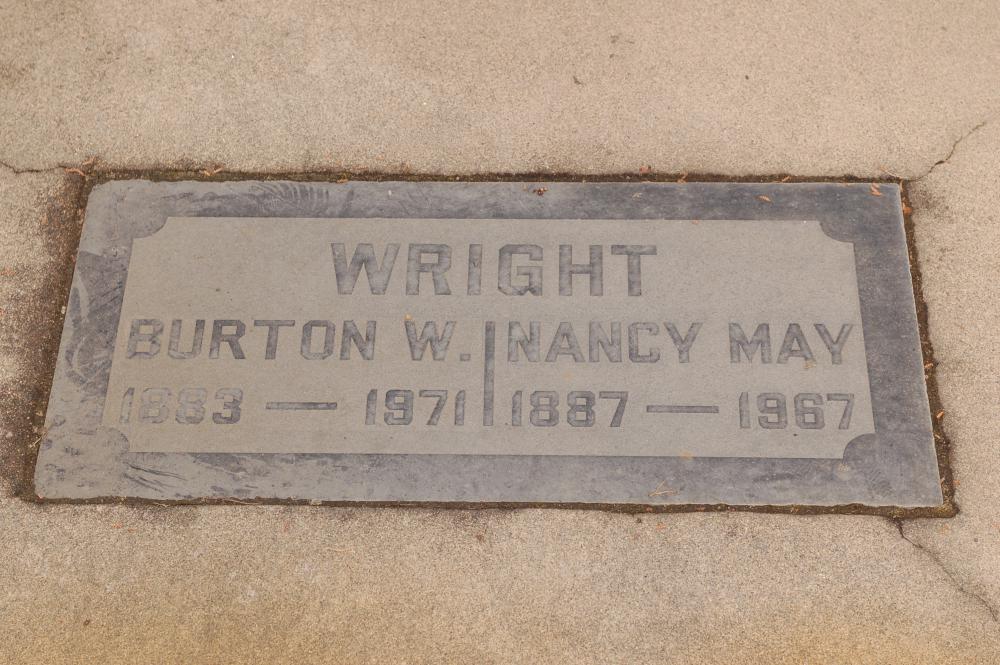 WRIGHT
BURTON W. NANCY MAY
1883 — 1971 1887 — 1967